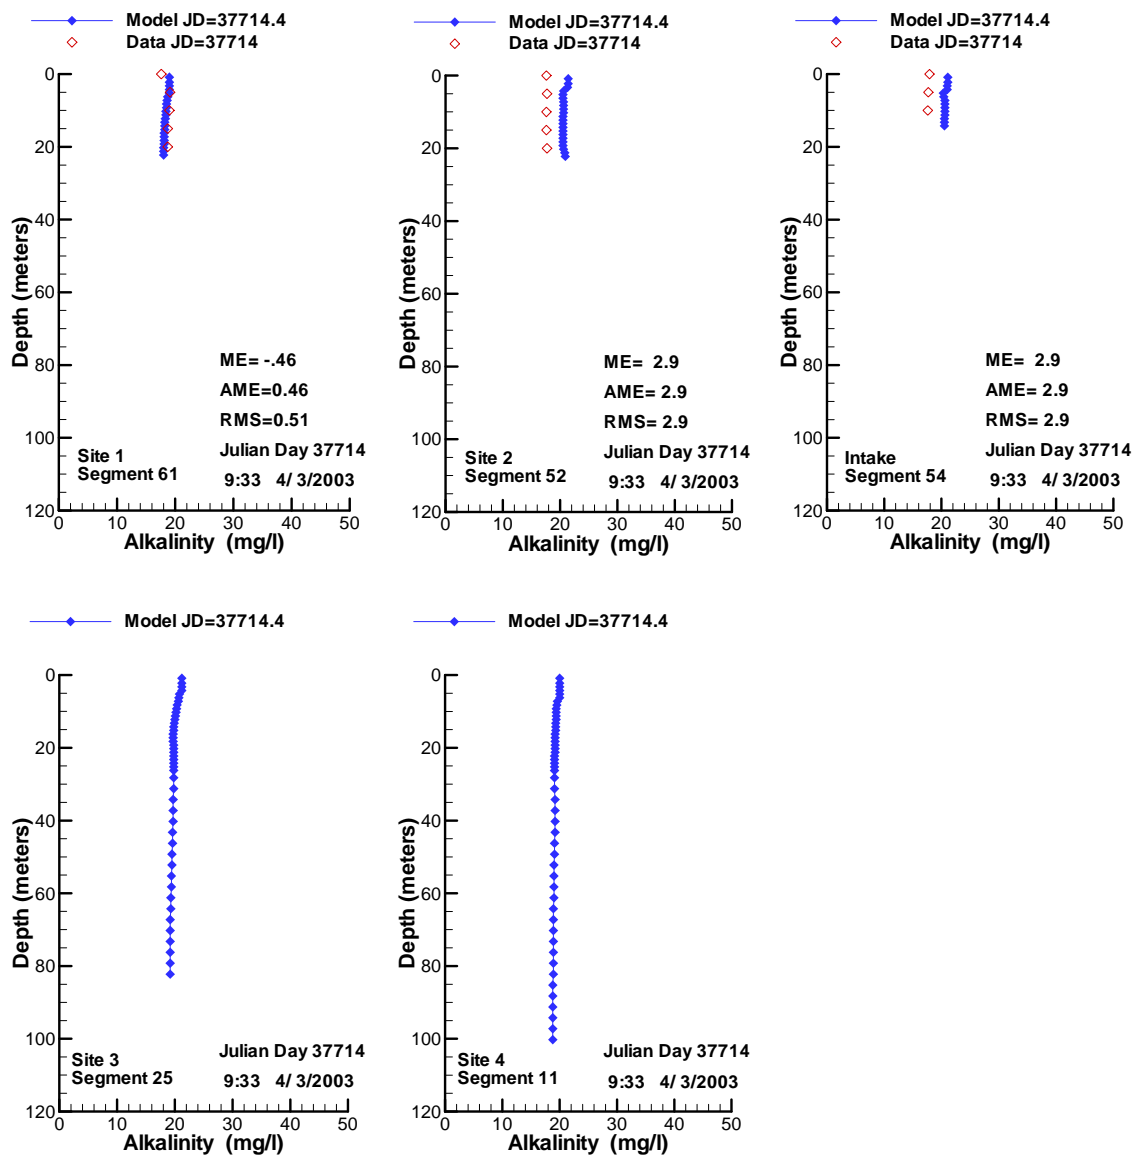 Model JD=37714.4
Data JD=37714
0
20
40
60
80
100
120
Depth (meters)
ME= -.46
AME=0.46
RMS=0.51
Site 1
Segment 61
Julian Day 37714
9:33 4/ 3/2003
0 10 20 30 40 50
Alkalinity (mg/l)
Model JD=37714.4
Data JD=37714
0
20
40
60
80
100
120
Depth (meters)
ME= 2.9
AME= 2.9
RMS= 2.9
Site 2
Segment 52
Julian Day 37714
9:33 4/ 3/2003
0 10 20 30 40 50
Alkalinity (mg/l)
Model JD=37714.4
Data JD=37714
0
20
40
60
80
100
120
Depth (meters)
ME= 2.9
AME= 2.9
RMS= 2.9
Intake
Segment 54
Julian Day 37714
9:33 4/ 3/2003
0 10 20 30 40 50
Alkalinity (mg/l)
Model JD=37714.4
0
20
40
60
80
100
120
Depth (meters)
Site 3
Segment 25
Julian Day 37714
9:33 4/ 3/2003
0 10 20 30 40 50
Alkalinity (mg/l)
Model JD=37714.4
0
20
40
60
80
100
120
Depth (meters)
Site 4
Segment 11
Julian Day 37714
9:33 4/ 3/2003
0 10 20 30 40 50
Alkalinity (mg/l)